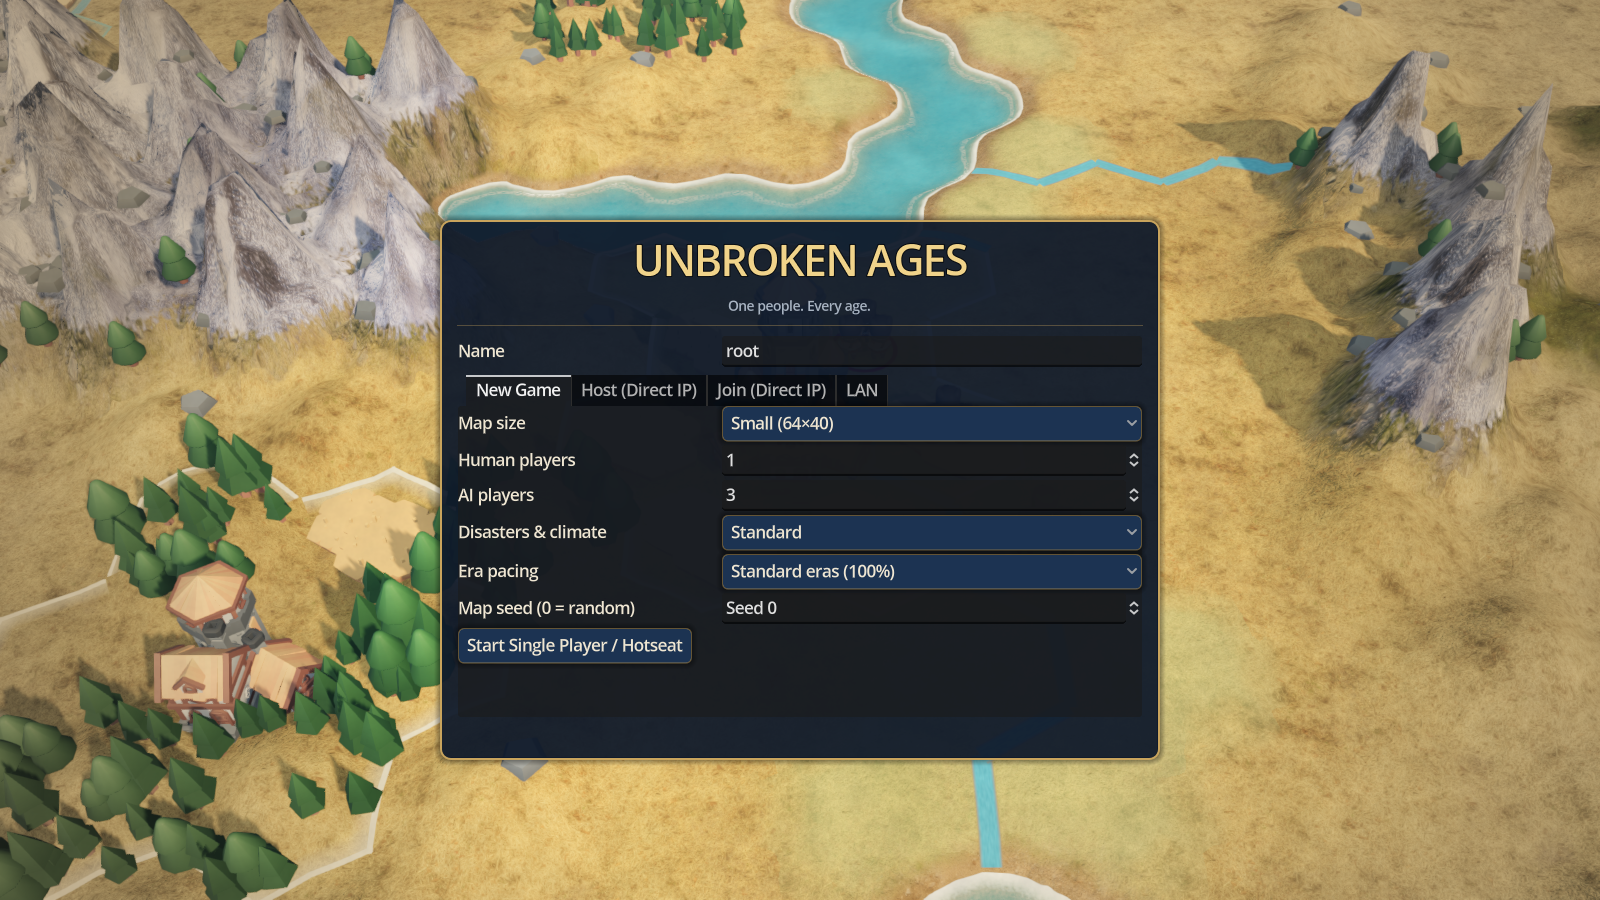 UNBROKEN AGES
One people. Every age.
Name root
New Game Host (Direct IP) Join (Direct IP) LAN
Map size Small (64×40)
Human players 1
AI players 3
Disasters & climate Standard
Era pacing Standard eras (100%)
Map seed (0 = random) Seed 0
Start Single Player / Hotseat